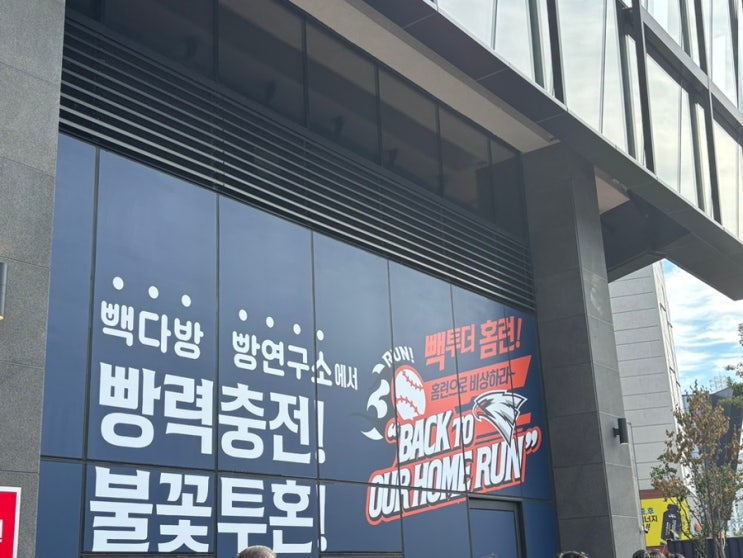 빽다방 빵연구소에서
빵력충전!
불꽃투혼!
RUN!
빽투더 홈런!
홈런으로 비상하라~
"BACK TO
OUR HOME RUN"